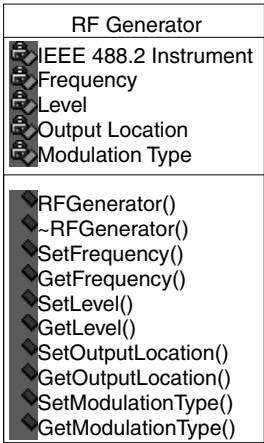 RF Generator
IEEE 488.2 Instrument
Frequency
Level
Output Location
Modulation Type
RFGenerator()
~RFGenerator()
SetFrequency()
GetFrequency()
SetLevel()
GetLevel()
SetOutputLocation()
GetOutputLocation()
SetModulationType()
GetModulationType()